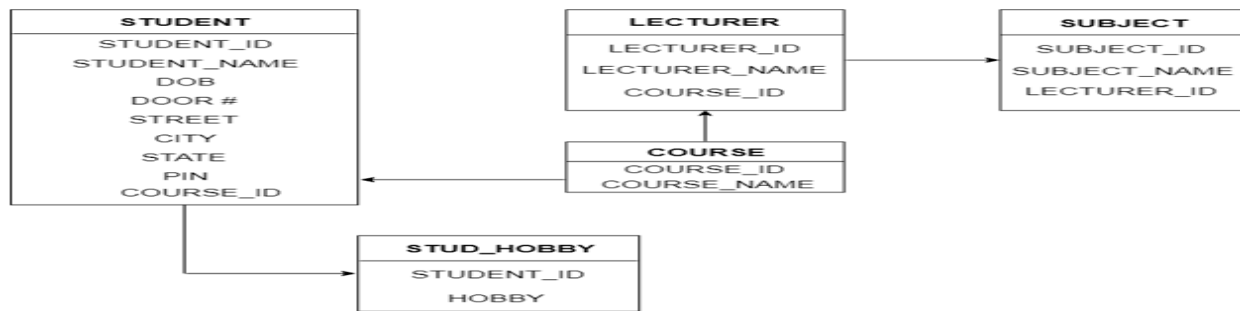 STUDENT
STUDENT_ID
STUDENT_NAME
DOB
DOOR #
STREET
CITY
STATE
PIN
COURSE_ID
LECTURER
LECTURER_ID
LECTURER_NAME
COURSE_ID
SUBJECT
SUBJECT_ID
SUBJECT_NAME
LECTURER_ID
COURSE
COURSE_ID
COURSE_NAME
STUD_HOBBY
STUDENT_ID
HOBBY